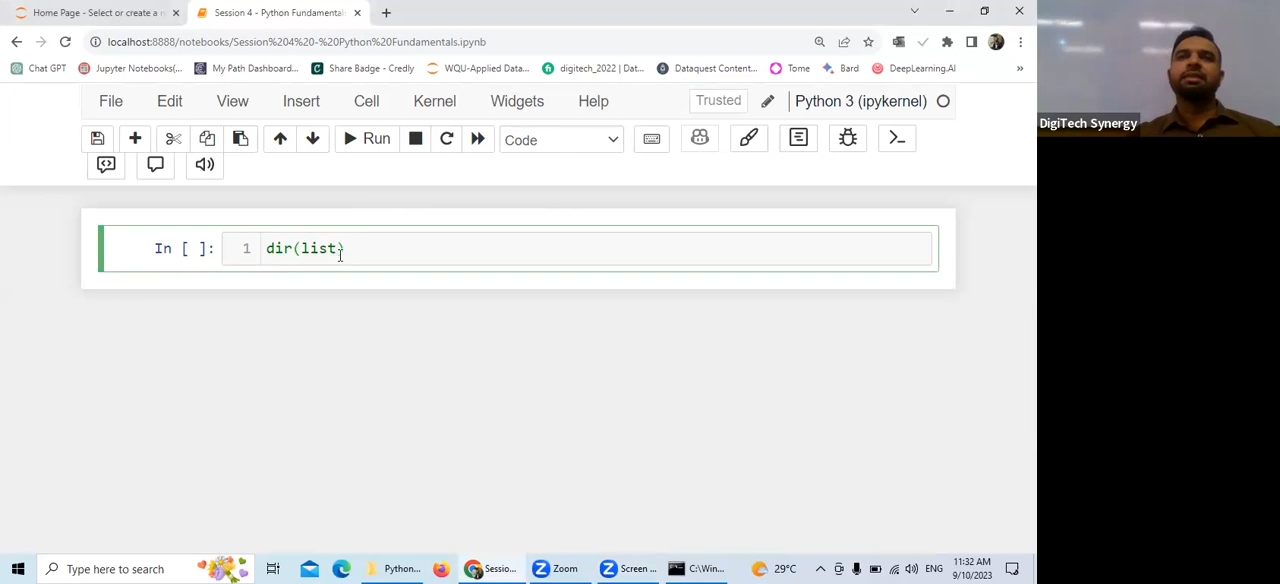 Home Page - Select or create a n
Session 4 - Python Fundamentals
localhost:8888/notebooks/Session%204%20-%20Python%20Fundamentals.ipynb
Chat GPT
Jupyter Notebooks(...
My Path Dashboard...
Share Badge - Credly
WQU-Applied Data...
digitech_2022 | Dat...
Dataquest Content...
Tome
Bard
DeepLearning.AI
»
File Edit View Insert Cell Kernel Widgets Help Trusted Python 3 (ipykernel)
Run Code
DigiTech Synergy
In [ ]: 1 dir(list)
Type here to search
Python...
Sessio...
Zoom
Screen ...
C:\Win...
29°C
ENG
11:32 AM
9/10/2023